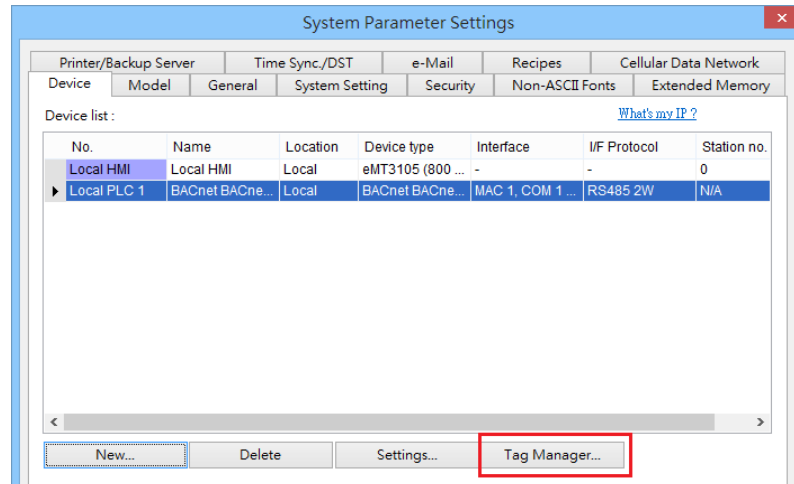 System Parameter Settings
Printer/Backup Server Time Sync./DST e-Mail Recipes Cellular Data Network
Device Model General System Setting Security Non-ASCII Fonts Extended Memory
Device list : What's my IP ?
No. Name Location Device type Interface I/F Protocol Station no.
Local HMI Local HMI Local eMT3105 (800 ... - - 0
Local PLC 1 BACnet BACne... Local BACnet BACne... MAC 1, COM 1 ... RS485 2W N/A
New... Delete Settings... Tag Manager...